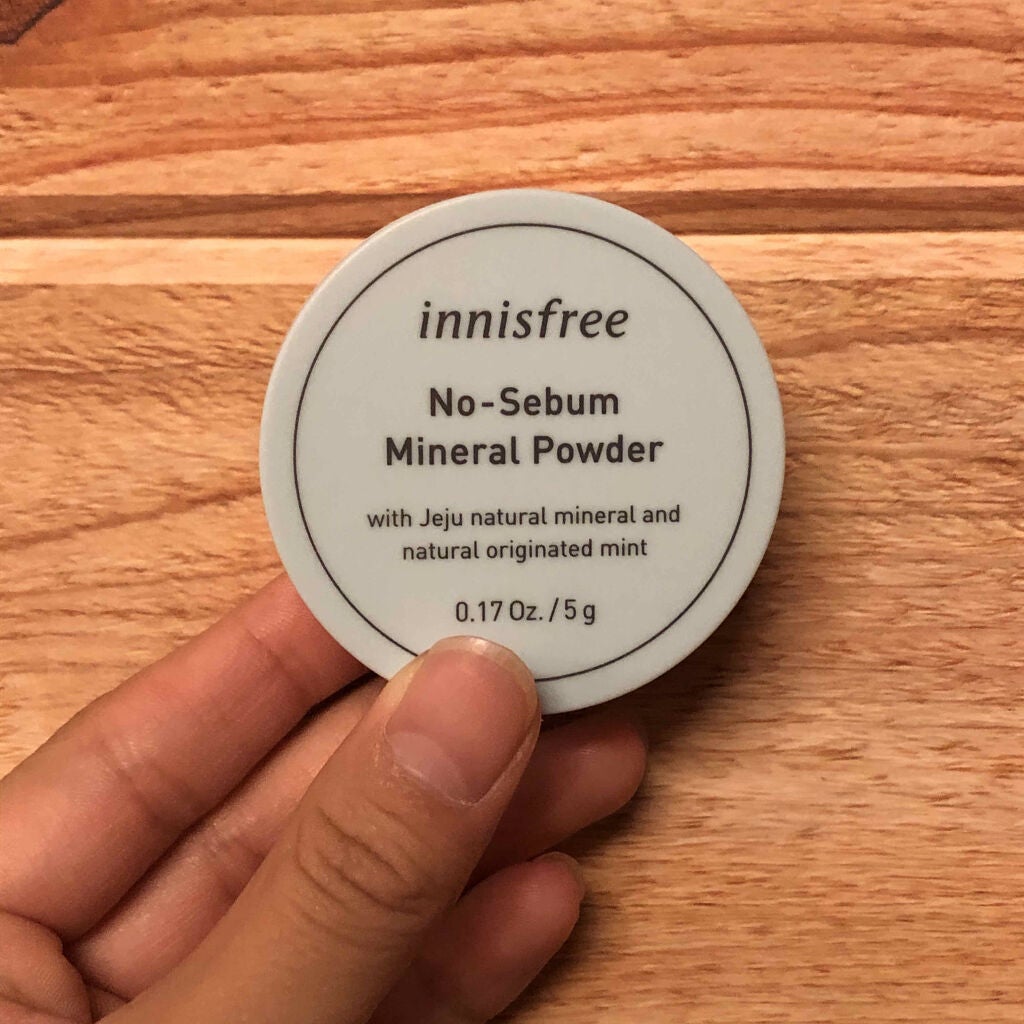 innisfree
No-Sebum
Mineral Powder
with Jeju natural mineral and
natural originated mint
0.17 Oz. / 5 g